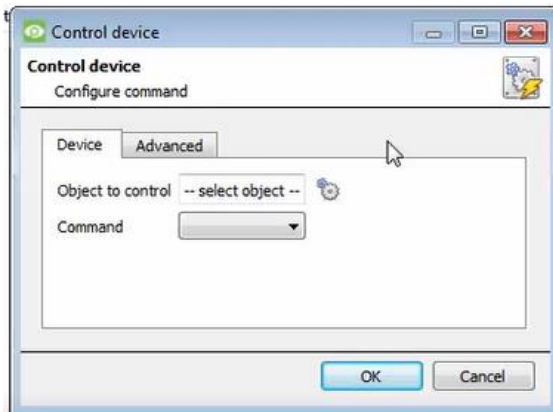 Control device
Control device
Configure command
Device Advanced
Object to control -- select object --
Command
OK Cancel